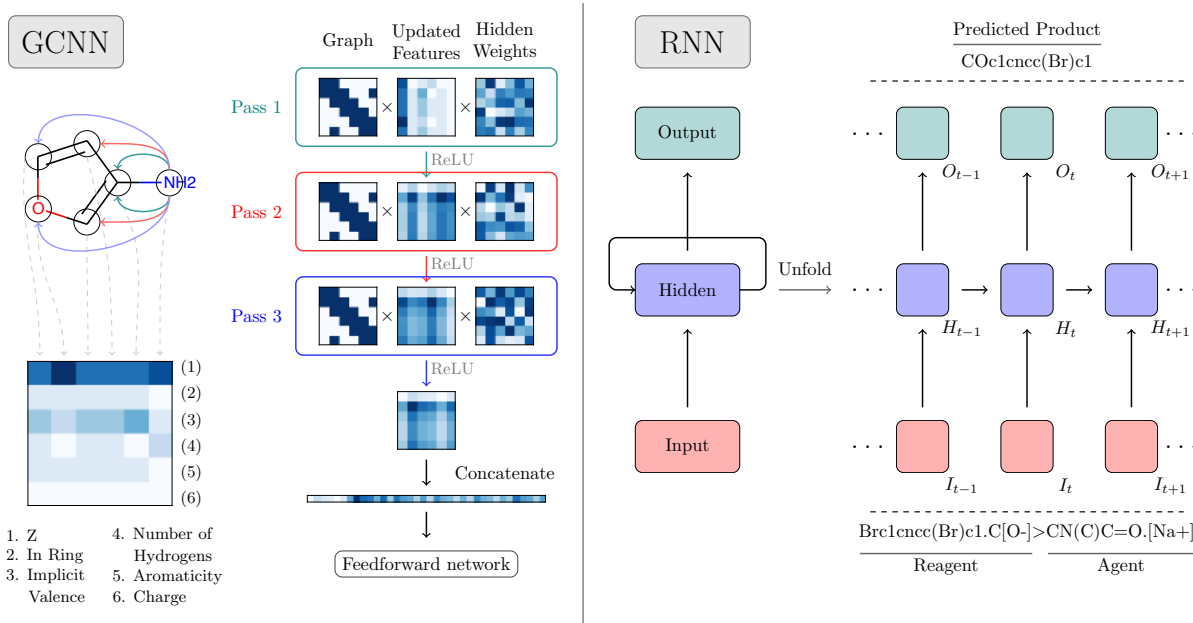 GCNN
Graph
Updated
Features
Hidden
Weights
Pass 1
× ×
ReLU
Pass 2
× ×
ReLU
Pass 3
× ×
ReLU
O
NH2
(1)
(2)
(3)
(4)
(5)
(6)
Concatenate
Feedforward network
1. Z
2. In Ring
3. Implicit
Valence
4. Number of
Hydrogens
5. Aromaticity
6. Charge
RNN
Predicted Product
COc1cncc(Br)c1
Output
Hidden
Input
Unfold
· · · · · ·
O_{t−1} O_t O_{t+1}
· · · · · ·
H_{t−1} H_t H_{t+1}
· · · · · ·
I_{t−1} I_t I_{t+1}
Brc1cncc(Br)c1.C[O-]>CN(C)C=O.[Na+]
Reagent Agent